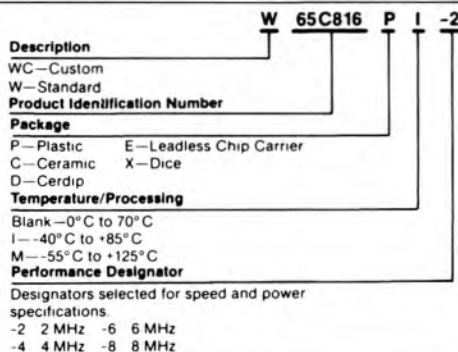 W 65C816 P I -2
Description
WC—Custom
W—Standard
Product Identification Number
Package
P—Plastic E—Leadless Chip Carrier
C—Ceramic X—Dice
D—Cerdip
Temperature/Processing
Blank—0°C to 70°C
I— -40°C to +85°C
M— -55°C to +125°C
Performance Designator
Designators selected for speed and power
specifications.
-2 2 MHz -6 6 MHz
-4 4 MHz -8 8 MHz